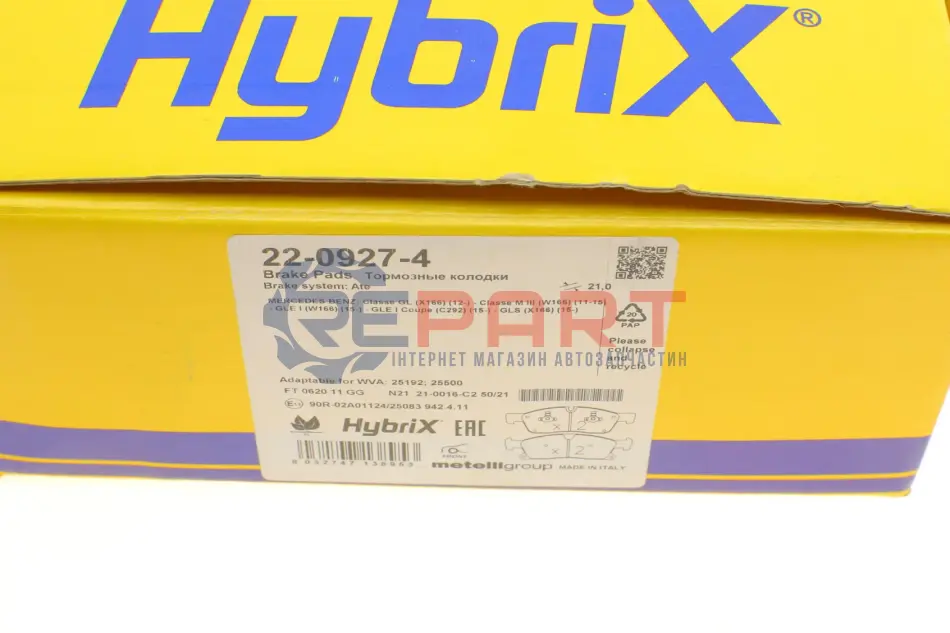 HybriX®
22-0927-4
Brake Pads Тормозные колодки
Brake system: Ate
21,0
MERCEDES BENZ Classe GL (X166) (12-) - Classe M III (W166) (11-15)
- GLE I (W166) (15-) - GLE I Coupe (C292) (15-) - GLS (X166) (15-)
REPART
ІНТЕРНЕТ МАГАЗИН АВТОЗАПЧАСТИН
20
PAP
Please
collapse
and
recycle
Adaptable for WVA: 25192; 25500
FT 0620 11 GG N21 21-0016-C2 50/21
90R-02A01124/25083 942.4.11
x 2
x 2
HybriX® EAC
FRONT
metelligroup MADE IN ITALY